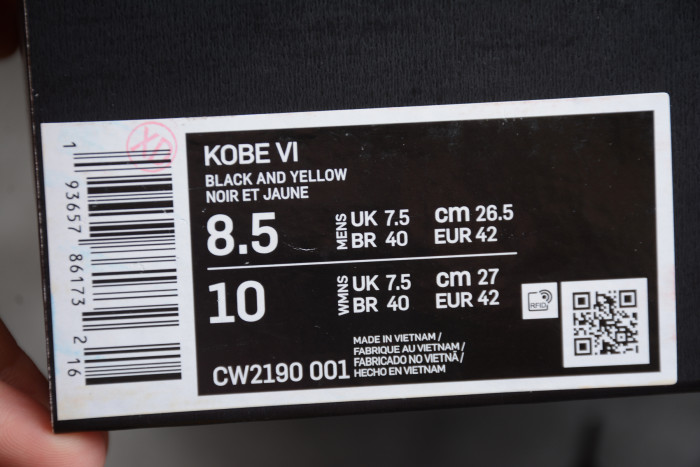 KOBE VI
BLACK AND YELLOW
NOIR ET JAUNE
8.5
MENS
UK 7.5
BR 40
cm 26.5
EUR 42
10
WMNS
UK 7.5
BR 40
cm 27
EUR 42
RFID
CW2190 001
MADE IN VIETNAM /
FABRIQUE AU VIETNAM /
FABRICADO NO VIETNÃ /
HECHO EN VIETNAM
1 93657 86173 2 16